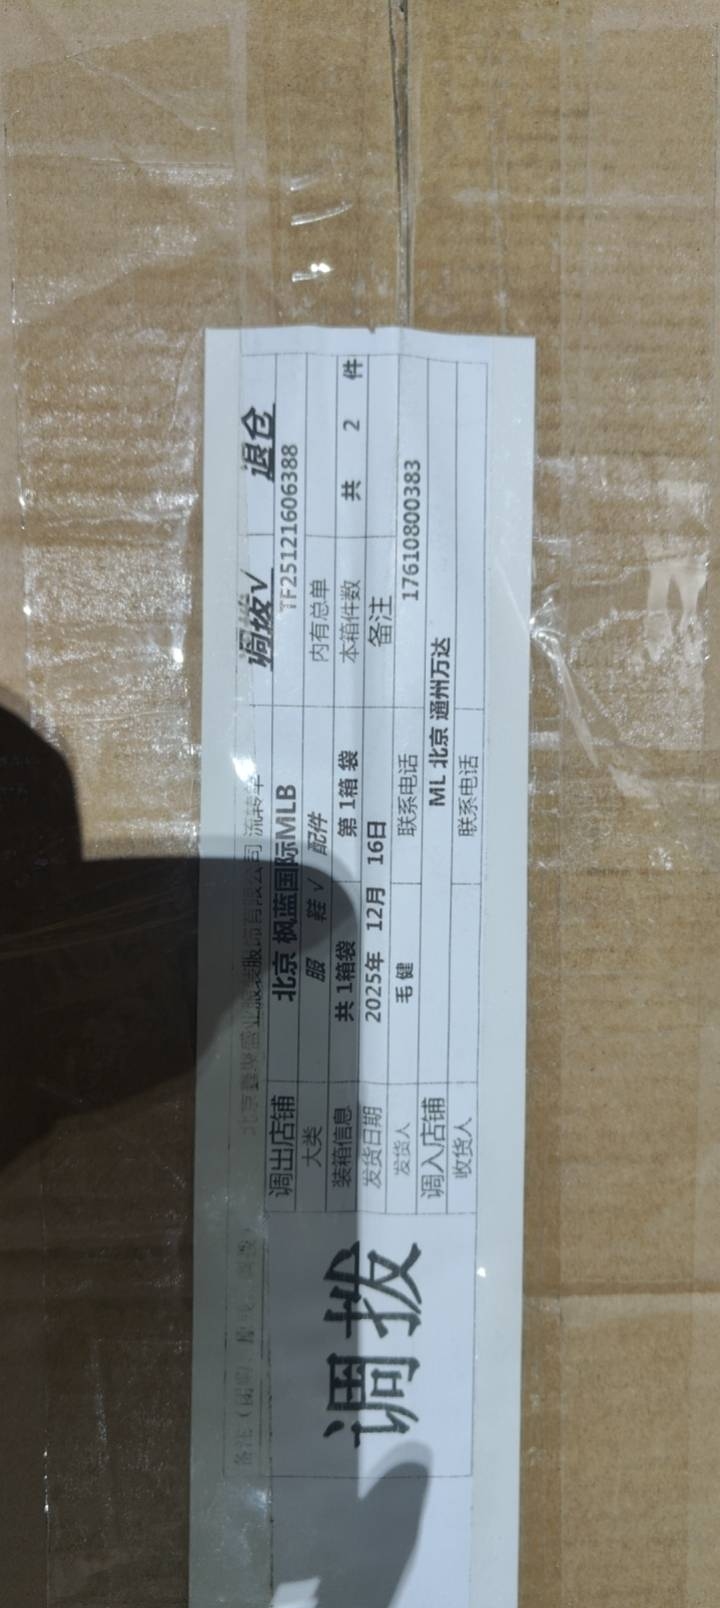 流转单
调拨√ 退仓
调出店铺 北京 枫蓝国际MLB TF25121606388
大类 服 鞋√ 配件 内有总单
装箱信息 共 1箱袋 第 1箱 袋 本箱件数 共 2 件
发货日期 2025年 12月 16日 备注
发货人 毛健 联系电话 17610800383
调入店铺 ML 北京 通州万达
收货人 联系电话
调拨